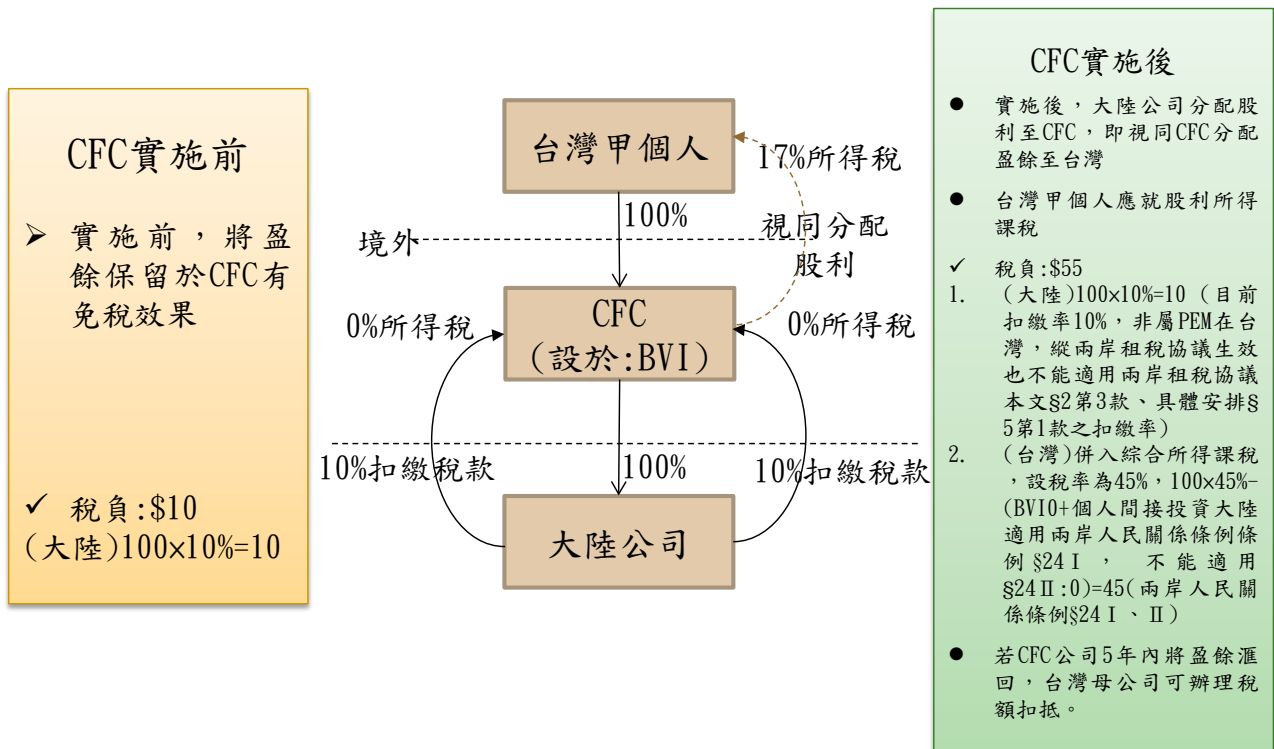 CFC實施前
➢ 實施前,將盈
餘保留於CFC有
免稅效果
✓ 稅負:$10
(大陸)100×10%=10
台灣甲個人
17%所得稅
100%
境外
視同分配
股利
0%所得稅
CFC
(設於:BVI)
0%所得稅
10%扣繳稅款
100%
10%扣繳稅款
大陸公司
CFC實施後
● 實施後,大陸公司分配股
利至CFC,即視同CFC分配
盈餘至台灣
● 台灣甲個人應就股利所得
課稅
✓ 稅負:$55
1. (大陸)100×10%=10 (目前
扣繳率10%,非屬PEM在台
灣,縱兩岸租稅協議生效
也不能適用兩岸租稅協議
本文§2第3款、具體安排§
5第1款之扣繳率)
2. (台灣)併入綜合所得課稅
,設稅率為45%,100×45%-
(BVI0+個人間接投資大陸
適用兩岸人民關係條例條
例§24Ⅰ, 不能適用
§24Ⅱ:0)=45(兩岸人民關
係條例§24Ⅰ、Ⅱ)
● 若CFC公司5年內將盈餘滙
回,台灣母公司可辦理稅
額扣抵。